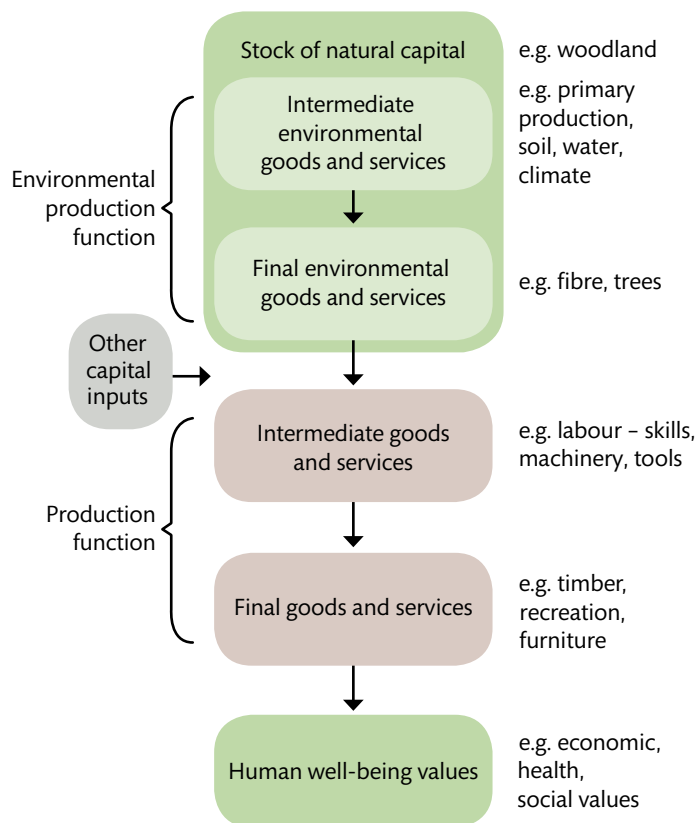 Stock of natural capital
e.g. woodland
Intermediate
environmental
goods and services
e.g. primary
production,
soil, water,
climate
Environmental
production
function
Final environmental
goods and services
e.g. fibre, trees
Other
capital
inputs
Intermediate goods
and services
e.g. labour – skills,
machinery, tools
Production
function
Final goods and services
e.g. timber,
recreation,
furniture
Human well-being values
e.g. economic,
health,
social values